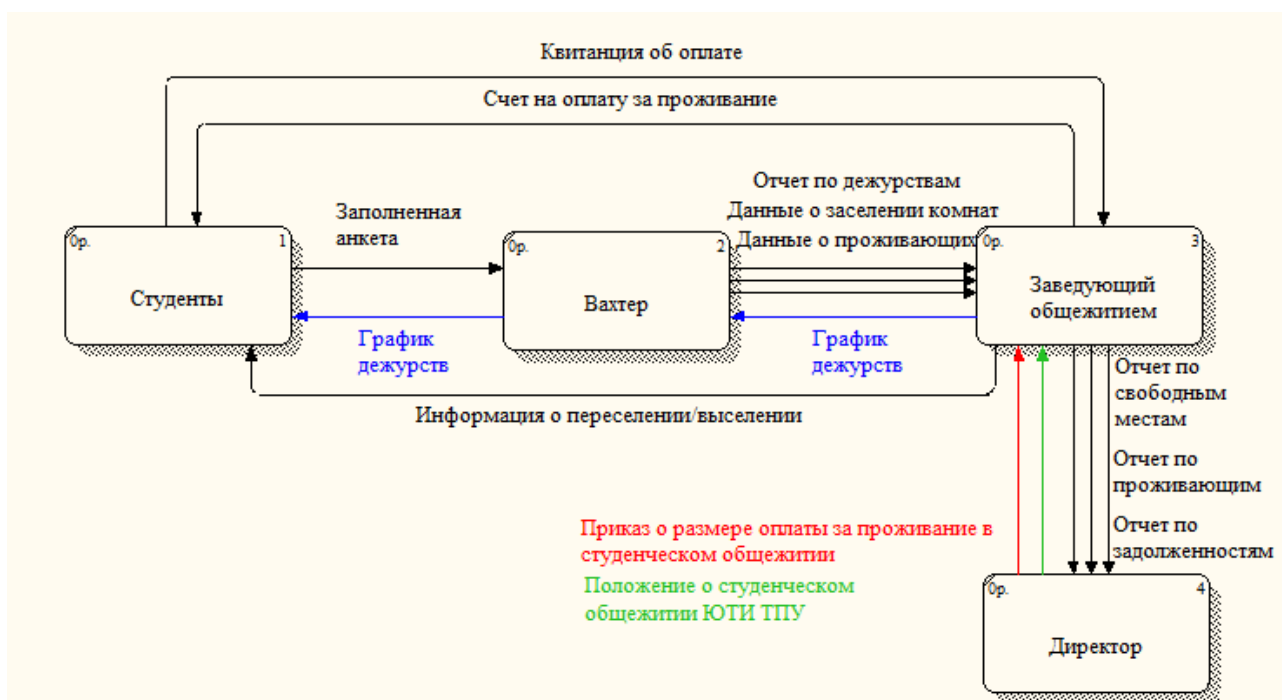 Квитанция об оплате
Счет на оплату за проживание
Отчет по дежурствам
Данные о заселении комнат
Данные о проживающих
Заполненная
анкета
0р.
1
Студенты
0р.
2
Вахтер
0р.
3
Заведующий
общежитием
График
дежурств
График
дежурств
Информация о переселении/выселении
Отчет по
свободным
местам
Отчет по
проживающим
Отчет по
задолженностям
Приказ о размере оплаты за проживание в
студенческом общежитии
Положение о студенческом
общежитии ЮТИ ТПУ
0р.
4
Директор